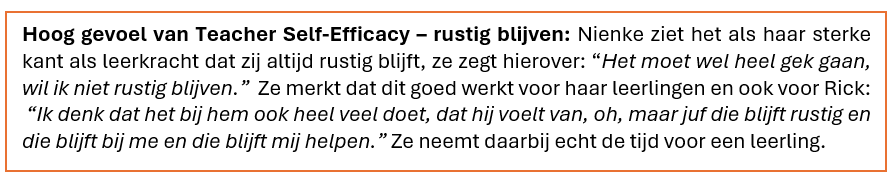 Hoog gevoel van Teacher Self-Efficacy – rustig blijven: Nienke ziet het als haar sterke
kant als leerkracht dat zij altijd rustig blijft, ze zegt hierover: “Het moet wel heel gek gaan,
wil ik niet rustig blijven.” Ze merkt dat dit goed werkt voor haar leerlingen en ook voor Rick:
“Ik denk dat het bij hem ook heel veel doet, dat hij voelt van, oh, maar juf die blijft rustig en
die blijft bij me en die blijft mij helpen.” Ze neemt daarbij echt de tijd voor een leerling.